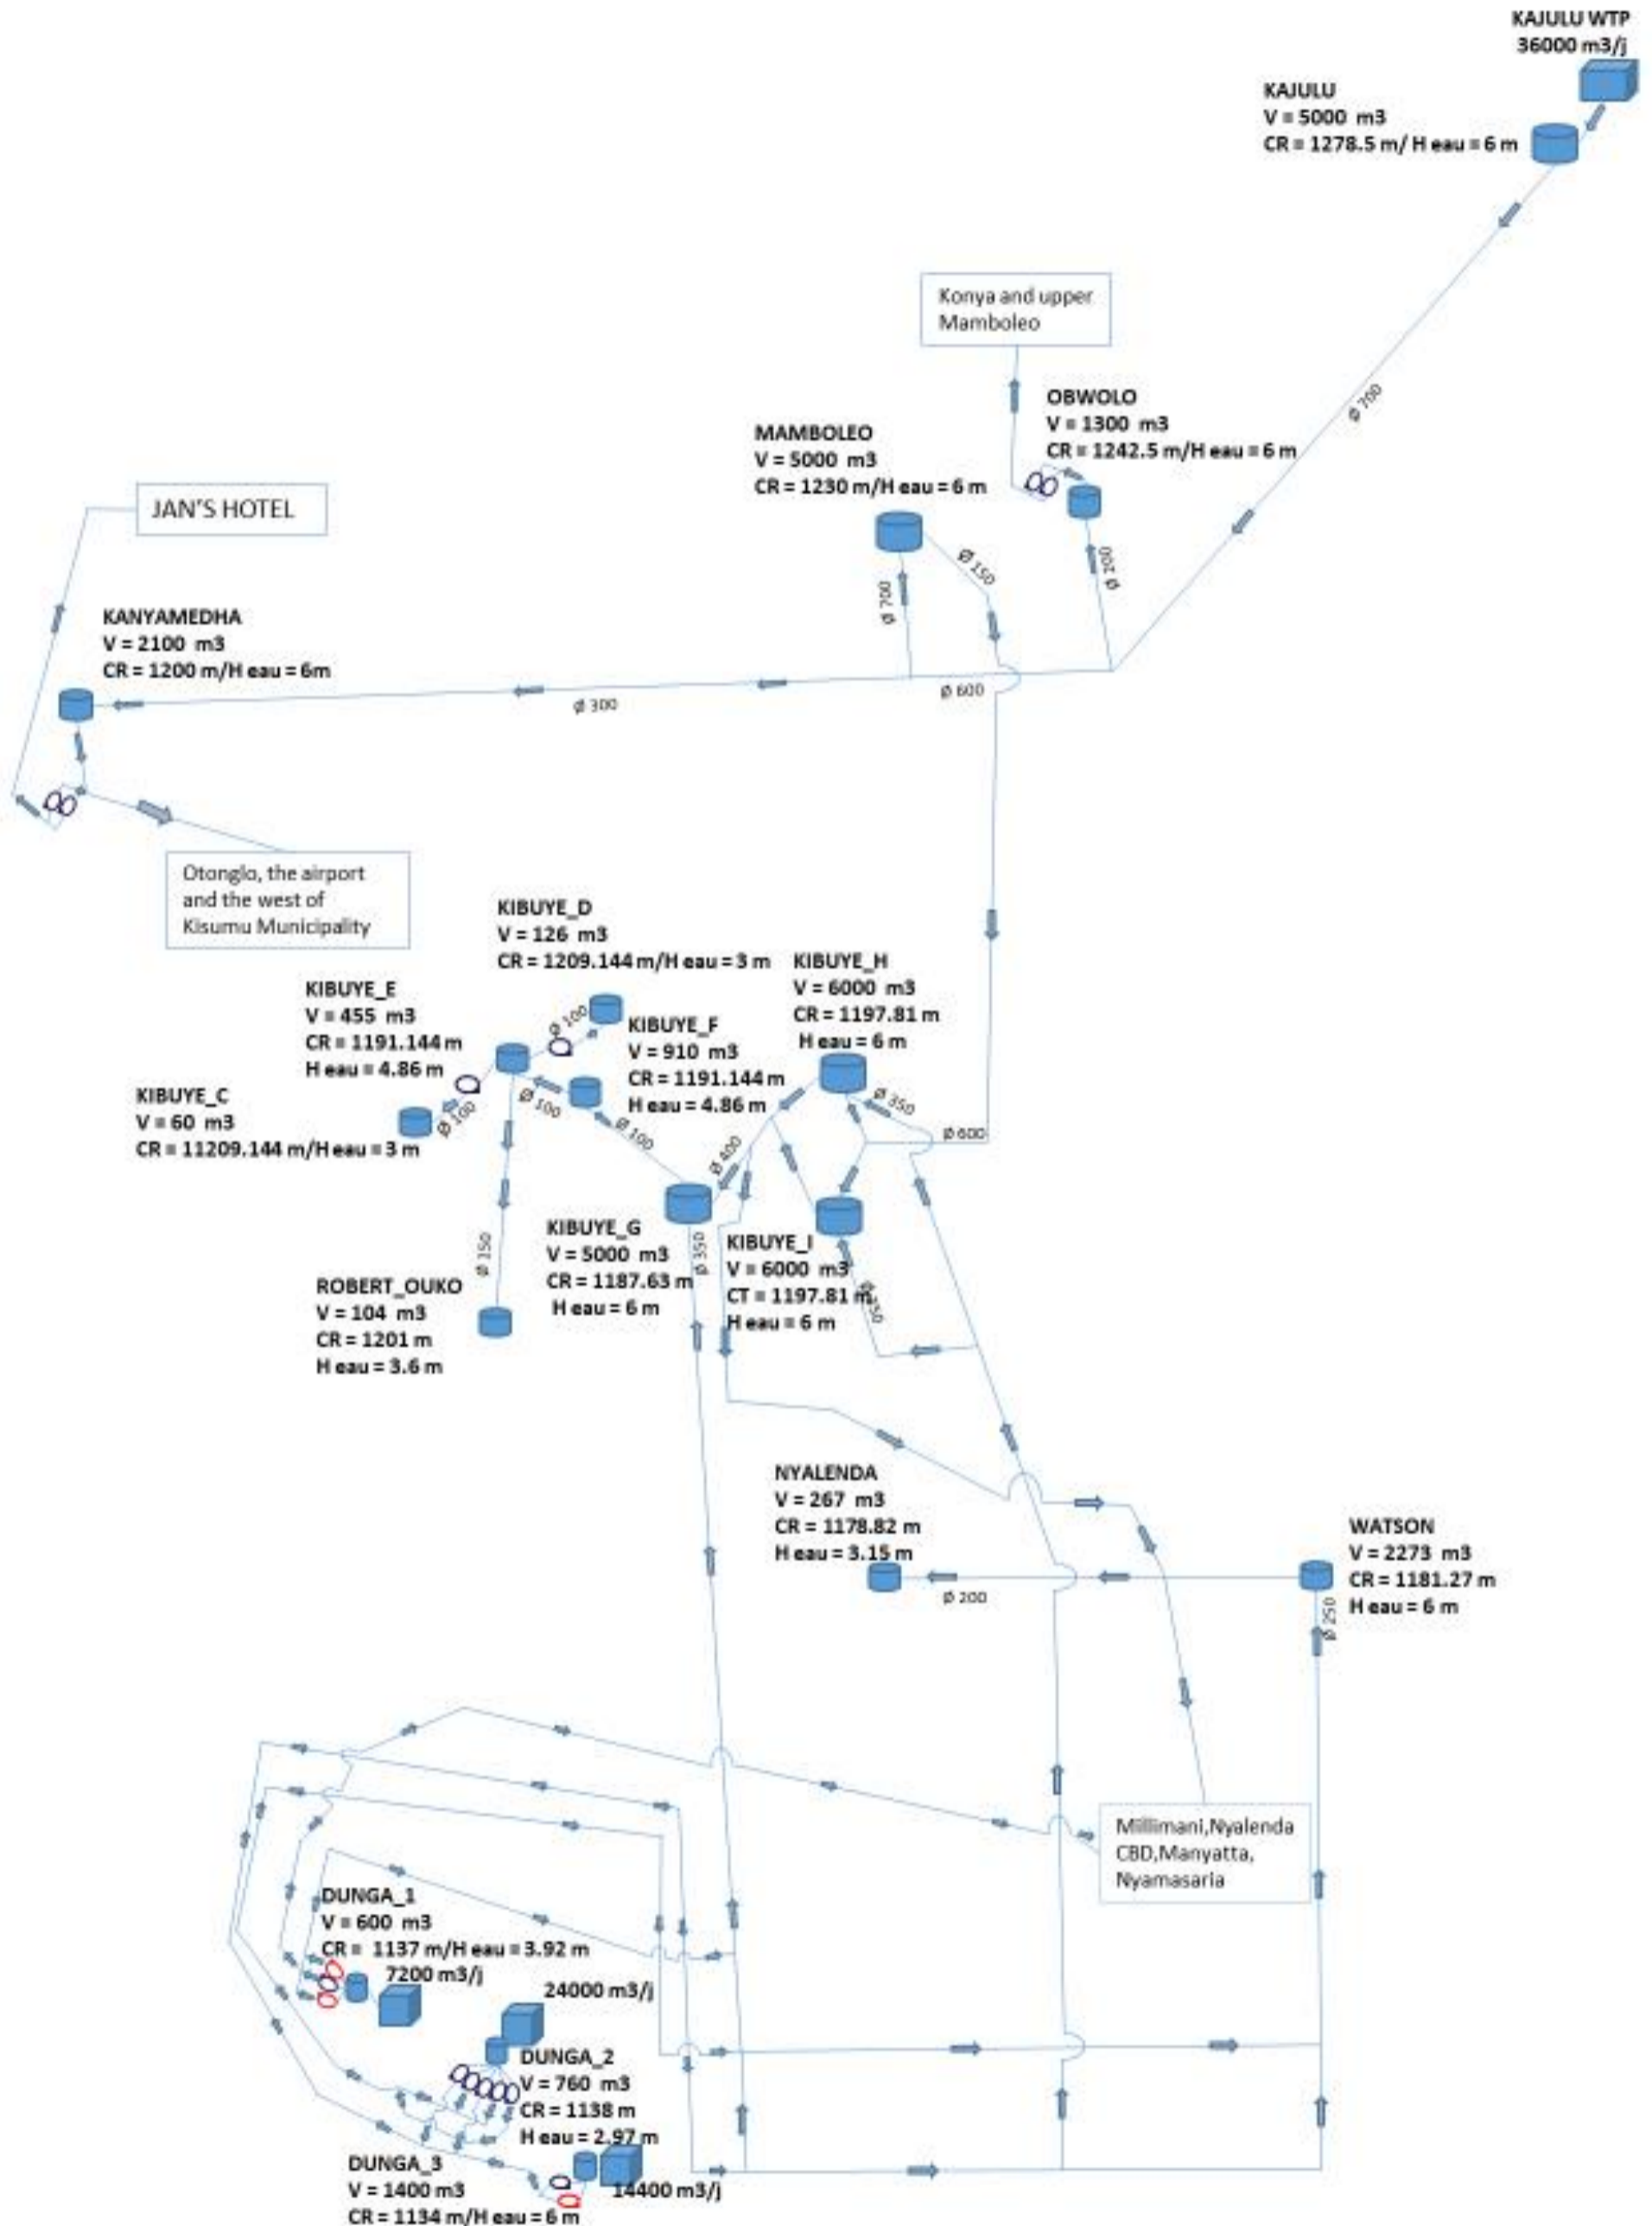 KAJULU WTP
36000 m3/j
KAJULU
V = 5000 m3
CR = 1278.5 m/ H eau = 6 m
Ø 700
Konya and upper
Mamboleo
OBWOLO
V = 1300 m3
CR = 1242.5 m/H eau = 6 m
MAMBOLEO
V = 5000 m3
CR = 1230 m/H eau = 6 m
Ø 150
Ø 200
Ø 700
JAN'S HOTEL
KANYAMEDHA
V = 2100 m3
CR = 1200 m/H eau = 6m
Ø 600
Ø 300
Otonglo, the airport
and the west of
Kisumu Municipality
KIBUYE_D
V = 126 m3
CR = 1209.144 m/H eau = 3 m
KIBUYE_H
V = 6000 m3
CR = 1197.81 m
H eau = 6 m
KIBUYE_E
V = 455 m3
CR = 1191.144 m
H eau = 4.86 m
Ø 100
KIBUYE_F
V = 910 m3
CR = 1191.144 m
H eau = 4.86 m
KIBUYE_C
V = 60 m3
CR = 11209.144 m/H eau = 3 m
Ø 100
Ø 100
Ø 100
Ø 350
Ø 600
Ø 400
KIBUYE_G
V = 5000 m3
CR = 1187.63 m
H eau = 6 m
Ø 350
KIBUYE_I
V = 6000 m3
CT = 1197.81 m
H eau = 6 m
Ø 150
ROBERT_OUKO
V = 104 m3
CR = 1201 m
H eau = 3.6 m
NYALENDA
V = 267 m3
CR = 1178.82 m
H eau = 3.15 m
Ø 200
WATSON
V = 2273 m3
CR = 1181.27 m
H eau = 6 m
Ø 250
Millimani,Nyalenda
CBD,Manyatta,
Nyamasaria
DUNGA_1
V = 600 m3
CR = 1137 m/H eau = 3.92 m
7200 m3/j
24000 m3/j
DUNGA_2
V = 760 m3
CR = 1138 m
H eau = 2.97 m
DUNGA_3
V = 1400 m3
CR = 1134 m/H eau = 6 m
14400 m3/j